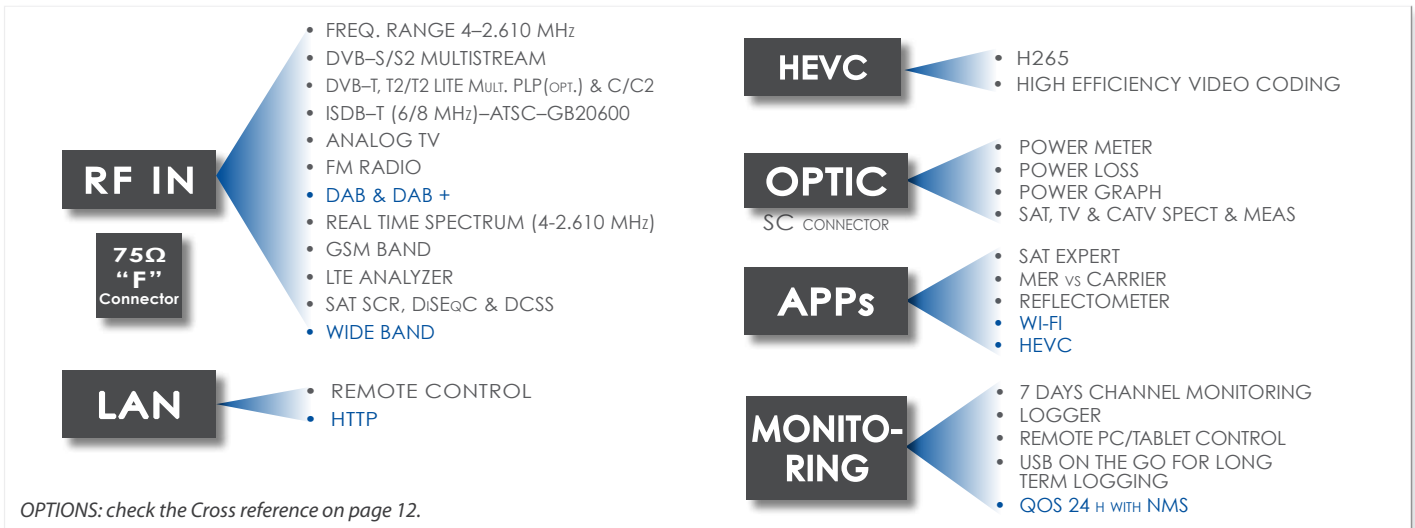 RF IN
75Ω
“F”
Connector
• FREQ. RANGE 4–2.610 MHz
• DVB–S/S2 MULTISTREAM
• DVB–T, T2/T2 LITE Mult. PLP(opt.) & C/C2
• ISDB–T (6/8 MHz)–ATSC–GB20600
• ANALOG TV
• FM RADIO
• DAB & DAB +
• REAL TIME SPECTRUM (4-2.610 MHz)
• GSM BAND
• LTE ANALYZER
• SAT SCR, DiSEqC & DCSS
• WIDE BAND
LAN
• REMOTE CONTROL
• HTTP
HEVC
• H265
• HIGH EFFICIENCY VIDEO CODING
OPTIC
SC CONNECTOR
• POWER METER
• POWER LOSS
• POWER GRAPH
• SAT, TV & CATV SPECT & MEAS
APPs
• SAT EXPERT
• MER vs CARRIER
• REFLECTOMETER
• WI-FI
• HEVC
MONITO-
RING
• 7 DAYS CHANNEL MONITORING
• LOGGER
• REMOTE PC/TABLET CONTROL
• USB ON THE GO FOR LONG
TERM LOGGING
• QOS 24 H WITH NMS
OPTIONS: check the Cross reference on page 12.